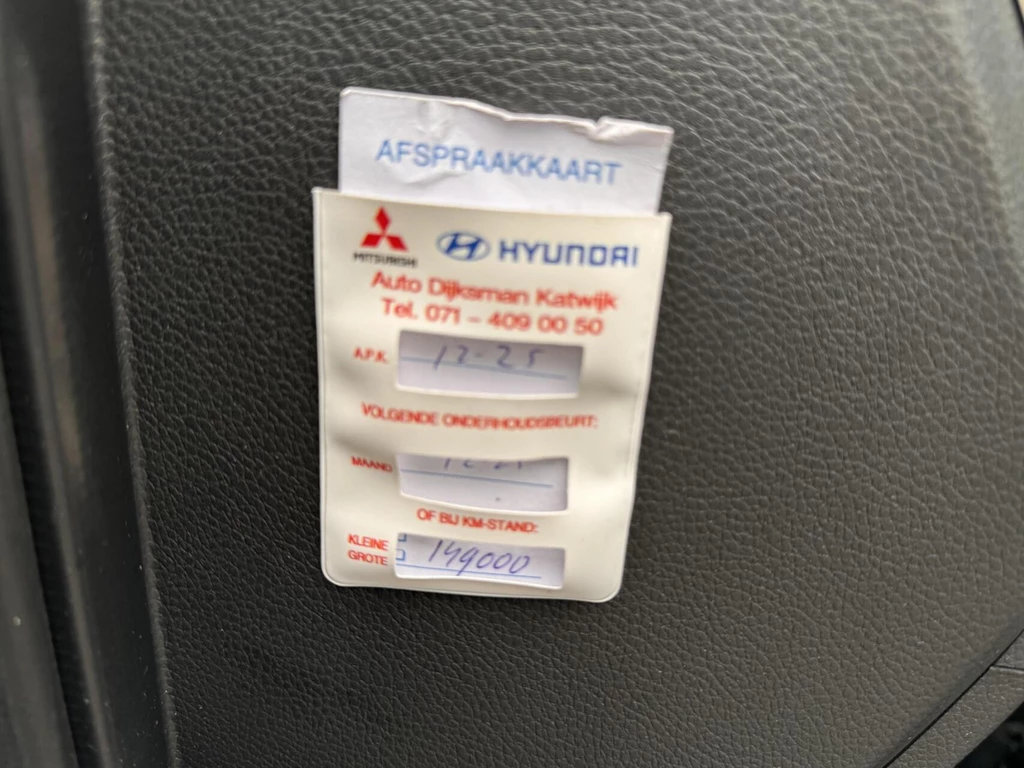 AFSPRAAKKAART
MITSUBISHI HYUNDAI
Auto Dijksman Katwijk
Tel. 071 - 409 00 50
A.P.K. 12-25
VOLGENDE ONDERHOUDSBEURT:
MAAND
OF BIJ KM-STAND:
KLEINE
GROTE 149000